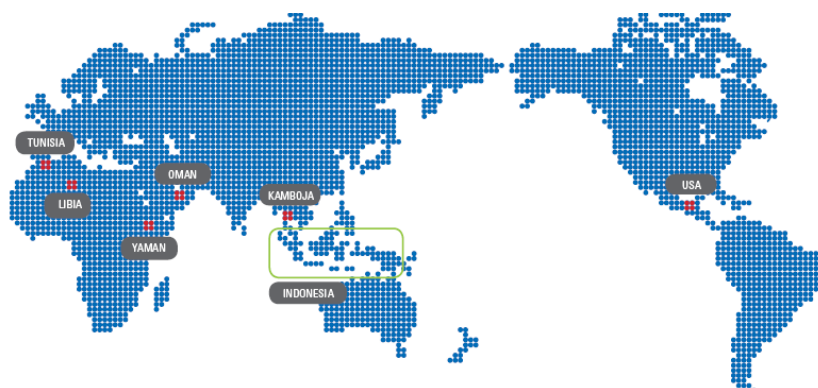 TUNISIA
OMAN
LIBIA
KAMBOJA
USA
YAMAN
INDONESIA